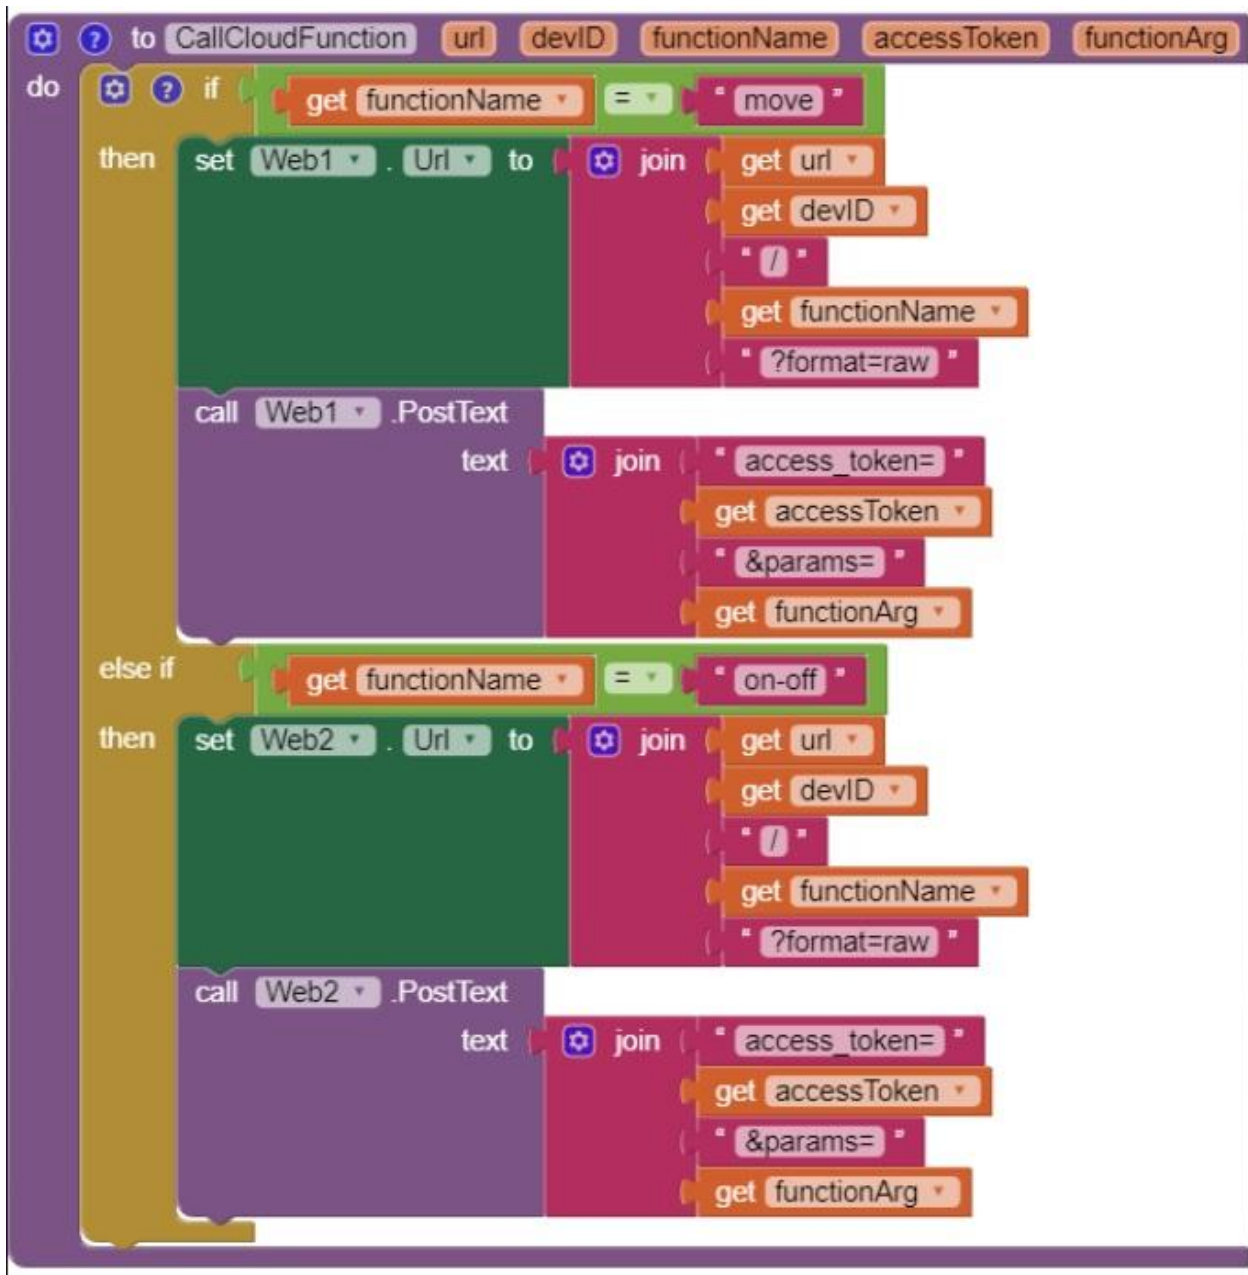 to CallCloudFunction url devID functionName accessToken functionArg
do if get functionName = " move "
then set Web1 . Url to join get url
get devID
" / "
get functionName
" ?format=raw "
call Web1 .PostText
text join " access_token= "
get accessToken
" &params= "
get functionArg
else if get functionName = " on-off "
then set Web2 . Url to join get url
get devID
" / "
get functionName
" ?format=raw "
call Web2 .PostText
text join " access_token= "
get accessToken
" &params= "
get functionArg